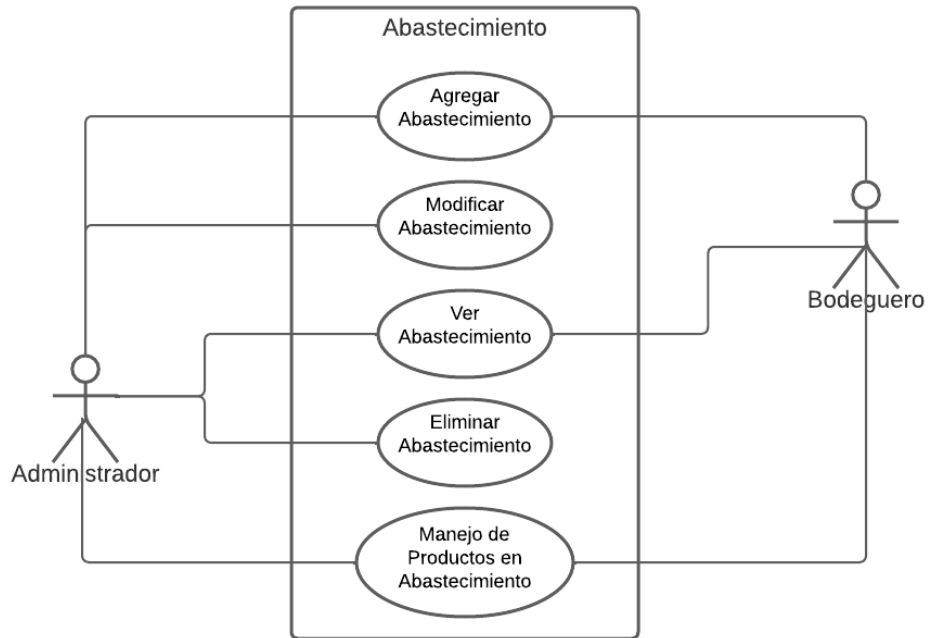 Abastecimiento
Agregar
Abastecimiento
Modificar
Abastecimiento
Bodeguero
Ver
Abastecimiento
Eliminar
Abastecimiento
Administrador
Manejo de
Productos en
Abastecimiento